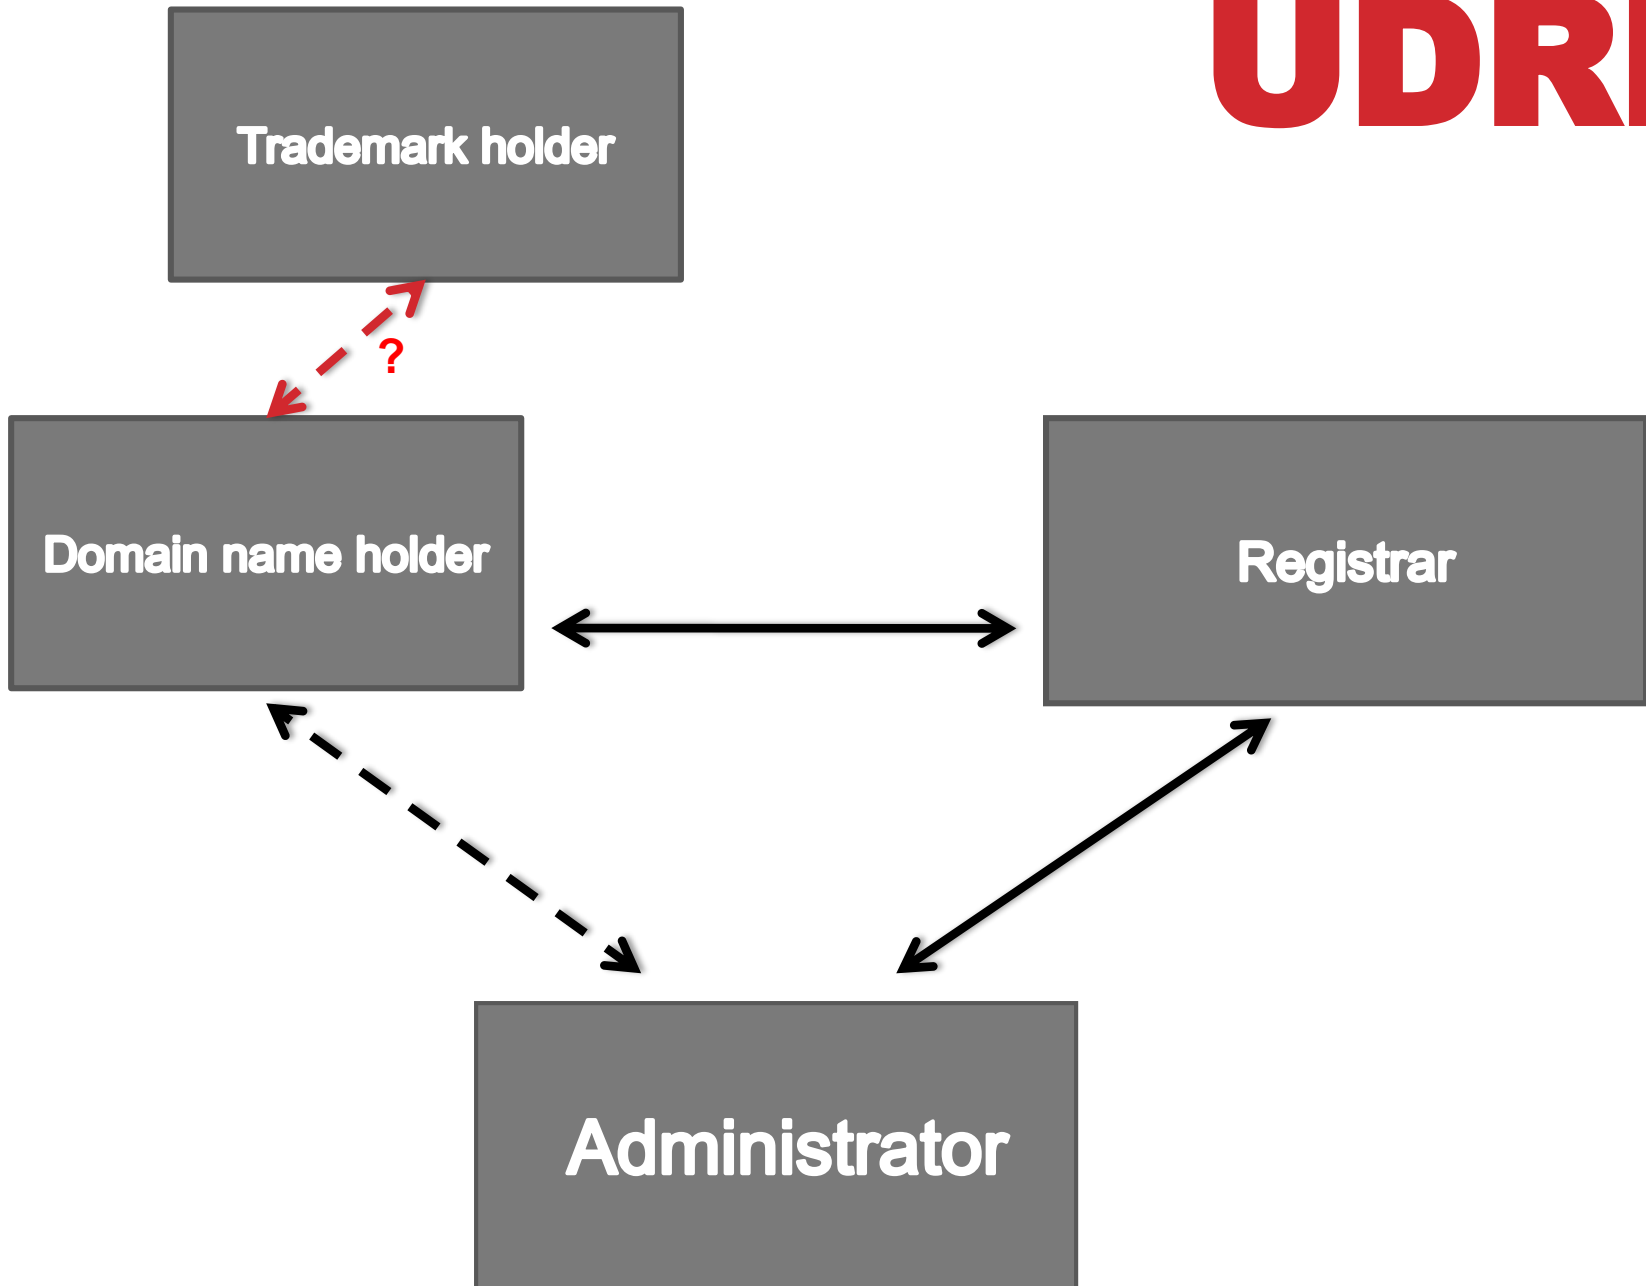 UDR
Trademark holder
?
Domain name holder
Registrar
Administrator